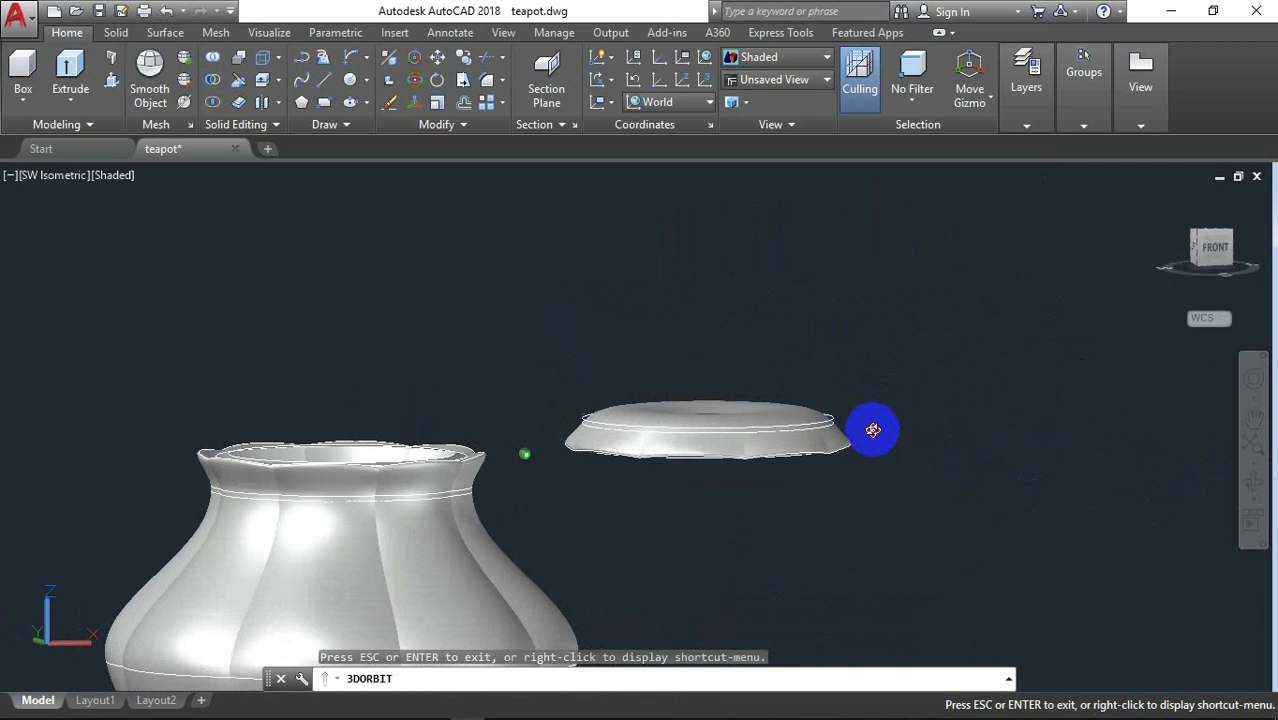 Autodesk AutoCAD 2018 teapot.dwg
Type a keyword or phrase
Sign In
Home Solid Surface Mesh Visualize Parametric Insert Annotate View Manage Output Add-ins A360 Express Tools Featured Apps
Box
Extrude
Smooth
Object
Section
Plane
Shaded
Unsaved View
World
Culling
No Filter
Move
Gizmo
Layers
Groups
View
Modeling Mesh Solid Editing Draw Modify Section Coordinates View Selection
Start teapot*
[−][SW Isometric][Shaded]
FRONT
WCS
Z
Y X
Press ESC or ENTER to exit, or right-click to display shortcut-menu.
3DORBIT
Model Layout1 Layout2 +
Press ESC or ENTER to exit, or right-click to display shortcut-menu.